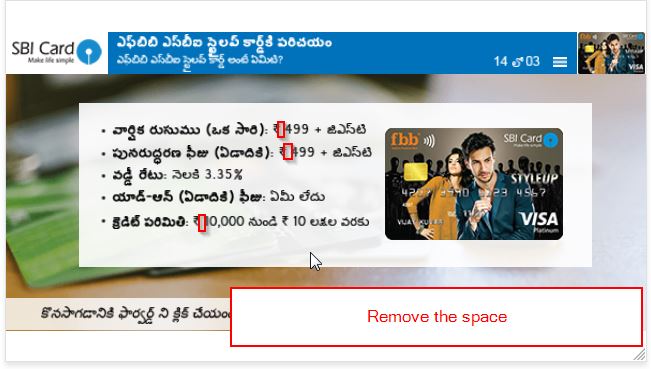 SBI Card
Make life simple
ఎఫ్‌బిబి ఎస్‌బీఐ స్టైలప్ కార్డ్‌కి పరిచయం
ఎఫ్‌బిబి ఎస్‌బీఐ స్టైలప్ కార్డ్ అంటే ఏమిటి?
14 లో 03
• వార్షిక రుసుము (ఒక సారి): ₹ 499 + జిఎస్‌టి
• పునరుద్ధరణ ఫీజు (ఏడాదికి): ₹ 499 + జిఎస్‌టి
• వడ్డీ రేటు: నెలకి 3.35%
• యాడ్-ఆన్ (ఏడాదికి) ఫీజు: ఏమీ లేదు
• క్రెడిట్ పరిమితి: ₹ 10,000 నుండి ₹ 10 లక్షల వరకు
fbb
SBI Card
STYLEUP
VIJAY KUMAR
VISA
Platinum
కొనసాగడానికి ఫార్వర్డ్ ని క్లిక్
Remove the space